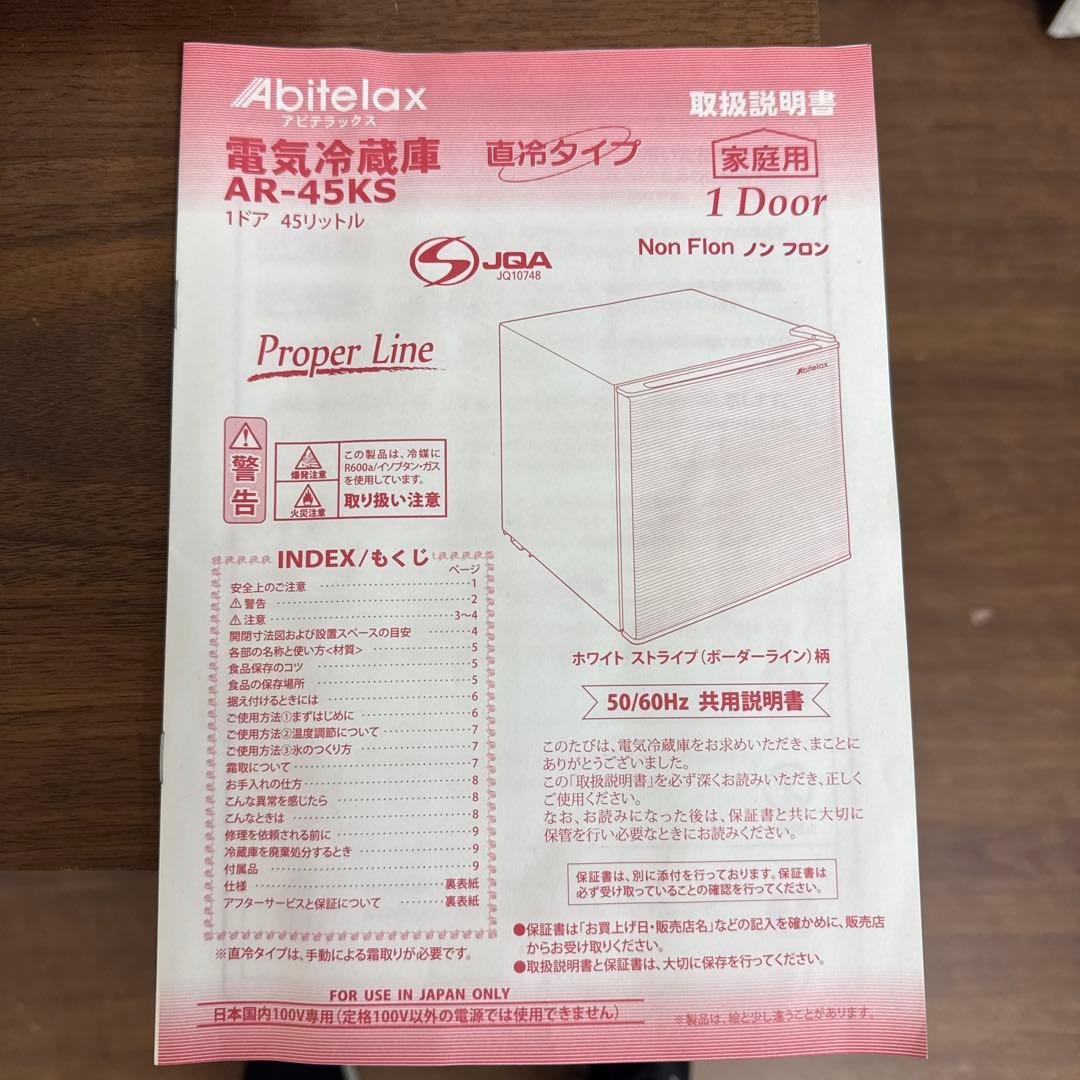 Abitelax
アビテラックス
取扱説明書
電気冷蔵庫
直冷タイプ
家庭用
AR-45KS
1 Door
1ドア 45リットル
Non Flon ノン フロン
S JQA
JQ10748
Proper Line
Abitelax
警告
爆発注意
火災注意
この製品は、冷媒に
R600a/イソブタン・ガス
を使用しています。
取り扱い注意
INDEX/もくじ
ページ
安全上のご注意 ‥‥‥‥‥‥‥‥ 1
⚠警告 ‥‥‥‥‥‥‥‥ 2
⚠注意 ‥‥‥‥‥‥‥‥ 3〜4
開閉寸法図および設置スペースの目安 ‥‥‥ 4
各部の名称と使い方<材質> ‥‥‥‥‥ 5
食品保存のコツ ‥‥‥‥‥‥‥‥ 5
食品の保存場所 ‥‥‥‥‥‥‥‥ 5
据え付けるときには ‥‥‥‥‥‥‥ 6
ご使用方法①まずはじめに ‥‥‥‥‥ 6
ご使用方法②温度調節について ‥‥‥‥ 7
ご使用方法③氷のつくり方 ‥‥‥‥‥ 7
霜取について ‥‥‥‥‥‥‥‥ 7
お手入れの仕方 ‥‥‥‥‥‥‥‥ 8
こんな異常を感じたら ‥‥‥‥‥‥ 8
こんなときは ‥‥‥‥‥‥‥‥ 8
修理を依頼される前に ‥‥‥‥‥‥ 9
冷蔵庫を廃棄処分するとき ‥‥‥‥‥ 9
付属品 ‥‥‥‥‥‥‥‥ 9
仕様 ‥‥‥‥‥‥‥‥ 裏表紙
アフターサービスと保証について ‥‥‥ 裏表紙
※直冷タイプは、手動による霜取りが必要です。
ホワイト ストライプ(ボーダーライン)柄
50/60Hz 共用説明書
このたびは、電気冷蔵庫をお求めいただき、まことに
ありがとうございました。
この「取扱説明書」を必ず深くお読みいただき、正しく
ご使用ください。
なお、お読みになった後は、保証書と共に大切に
保管を行い必要なときにお読みください。
保証書は、別に添付を行っております。保証書は
必ず受け取っていることの確認を行ってください。
●保証書は「お買上げ日・販売店名」などの記入を確かめに、販売店
からお受け取りください。
●取扱説明書と保証書は、大切に保存を行ってください。
FOR USE IN JAPAN ONLY
日本国内100V専用(定格100V以外の電源では使用できません)
※製品は、絵と少し違うことがあります。